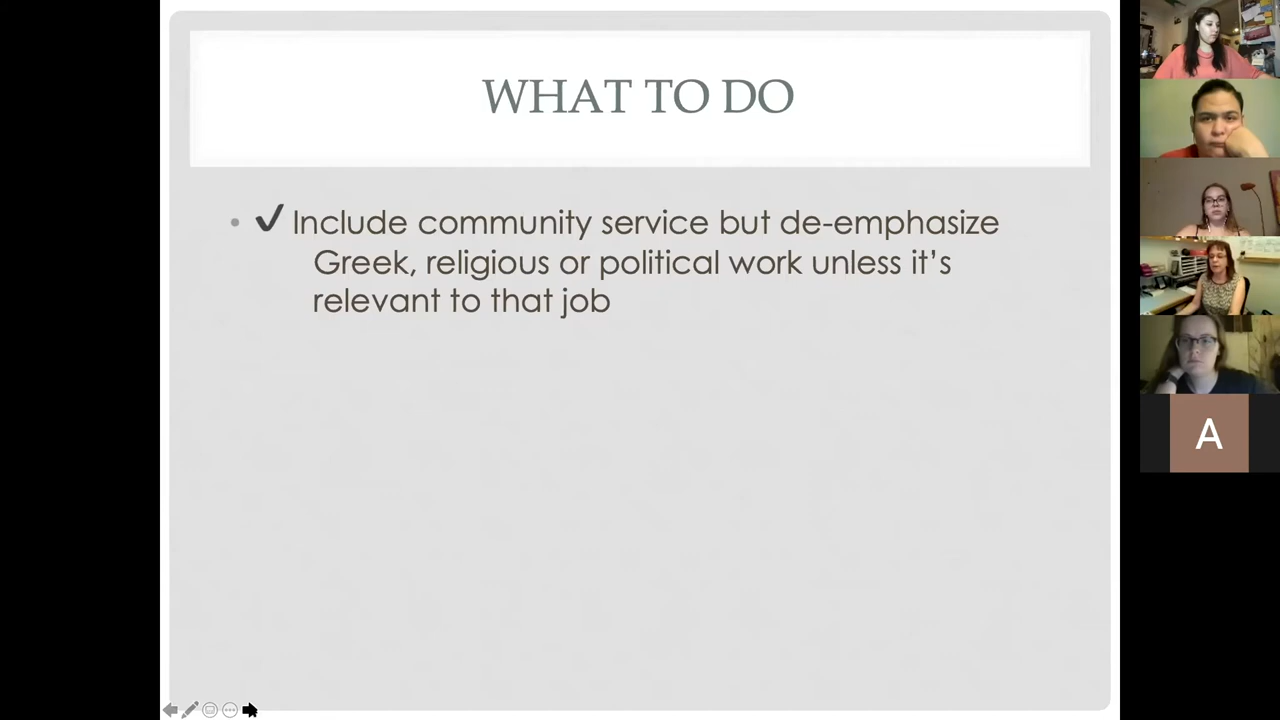 WHAT TO DO
• ✔ Include community service but de-emphasize
Greek, religious or political work unless it’s
relevant to that job
A